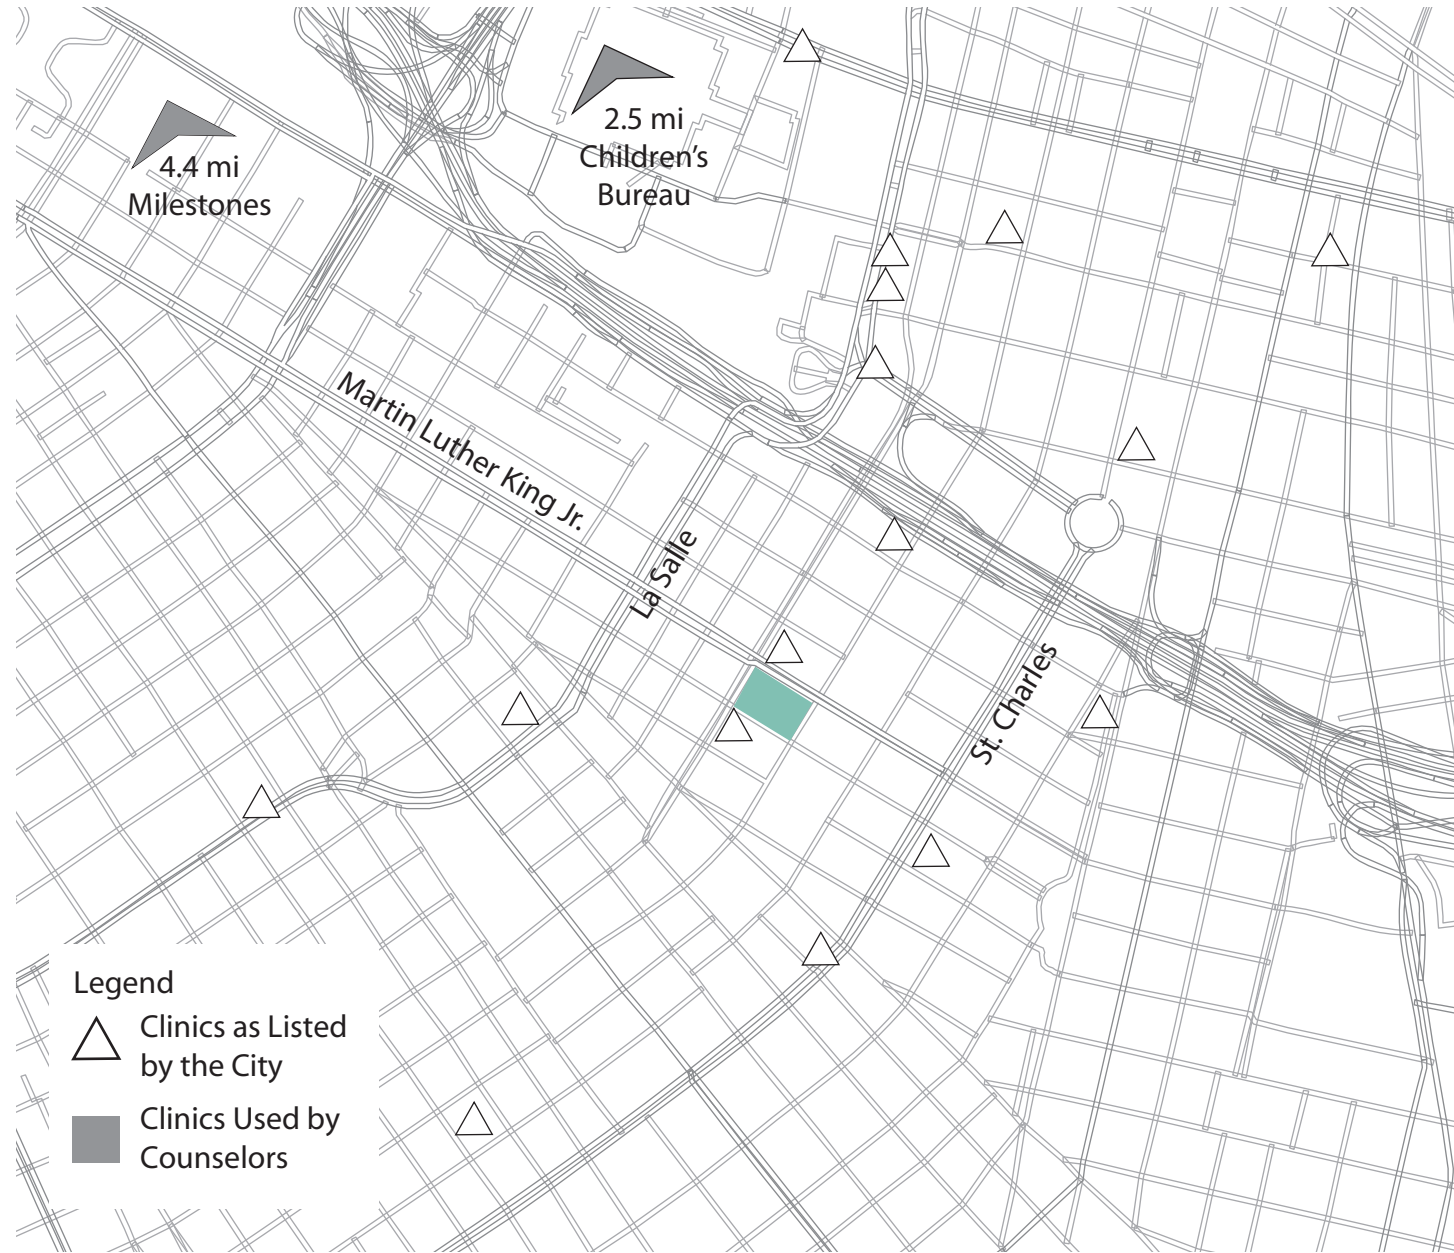 2.5 mi
Children's
Bureau
4.4 mi
Milestones
Martin Luther King Jr.
La Salle
St. Charles
Legend
Clinics as Listed
by the City
Clinics Used by
Counselors